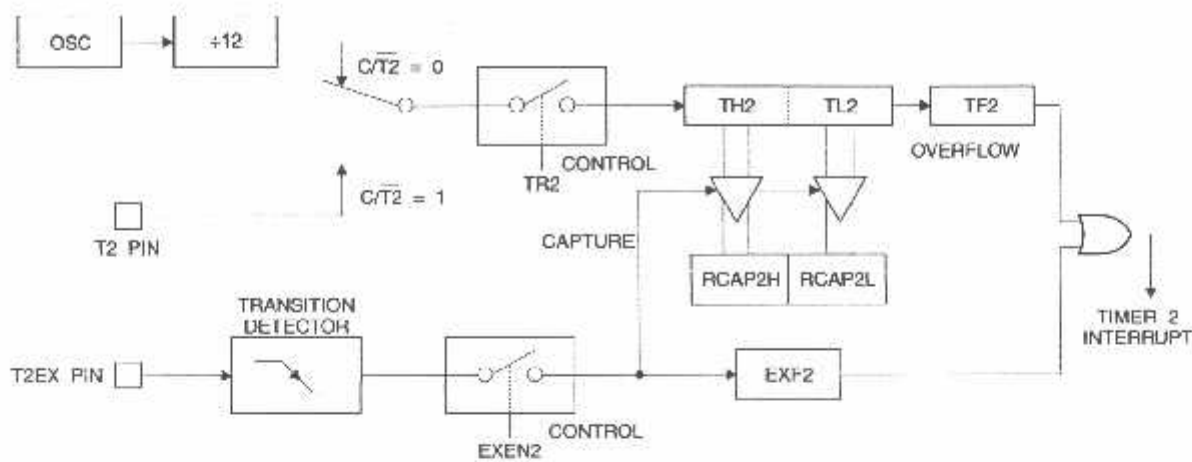 OSC
÷12
C/T2 = 0
TH2
TL2
TF2
OVERFLOW
CONTROL
TR2
C/T2 = 1
T2 PIN
CAPTURE
RCAP2H
RCAP2L
TRANSITION
DETECTOR
TIMER 2
INTERRUPT
T2EX PIN
EXF2
CONTROL
EXEN2